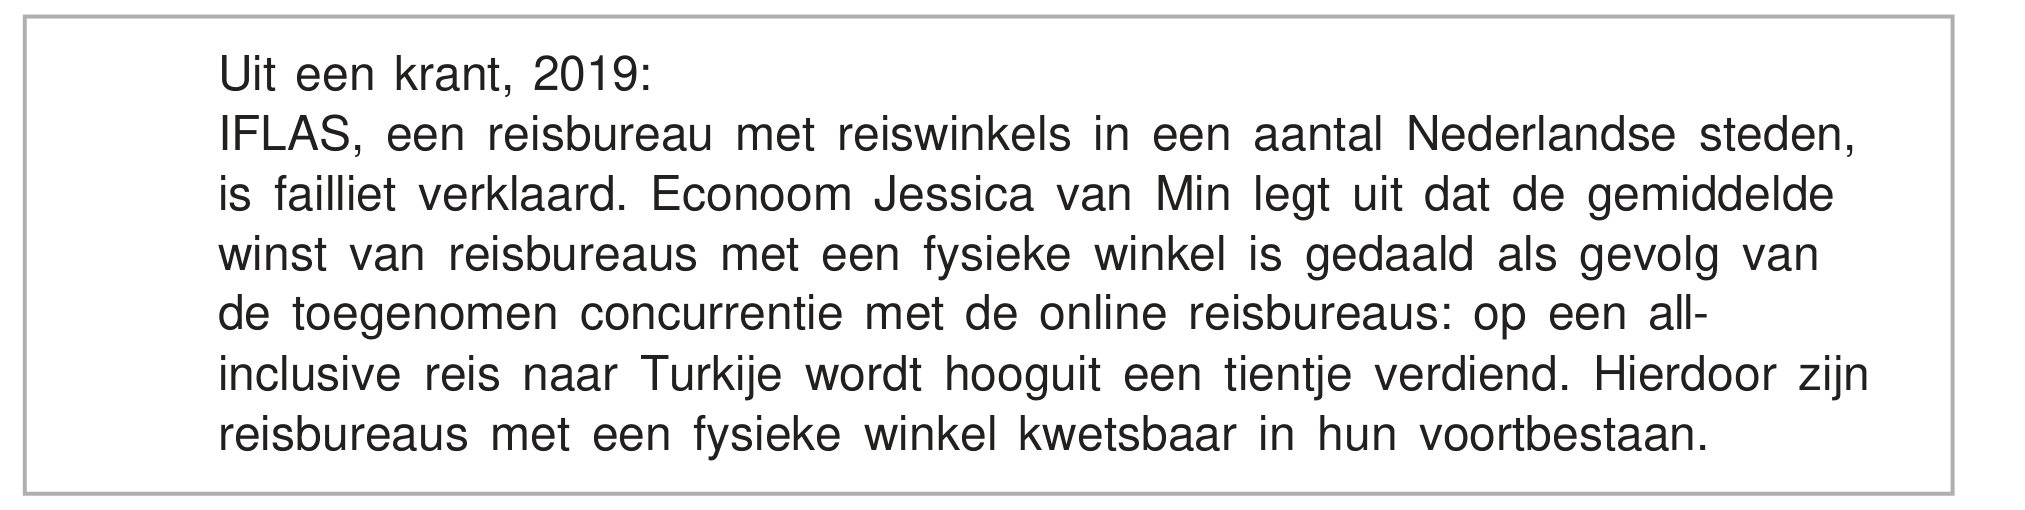 Uit een krant, 2019:
IFLAS, een reisbureau met reiswinkels in een aantal Nederlandse steden,
is failliet verklaard. Econoom Jessica van Min legt uit dat de gemiddelde
winst van reisbureaus met een fysieke winkel is gedaald als gevolg van
de toegenomen concurrentie met de online reisbureaus: op een all-
inclusive reis naar Turkije wordt hooguit een tientje verdiend. Hierdoor zijn
reisbureaus met een fysieke winkel kwetsbaar in hun voortbestaan.